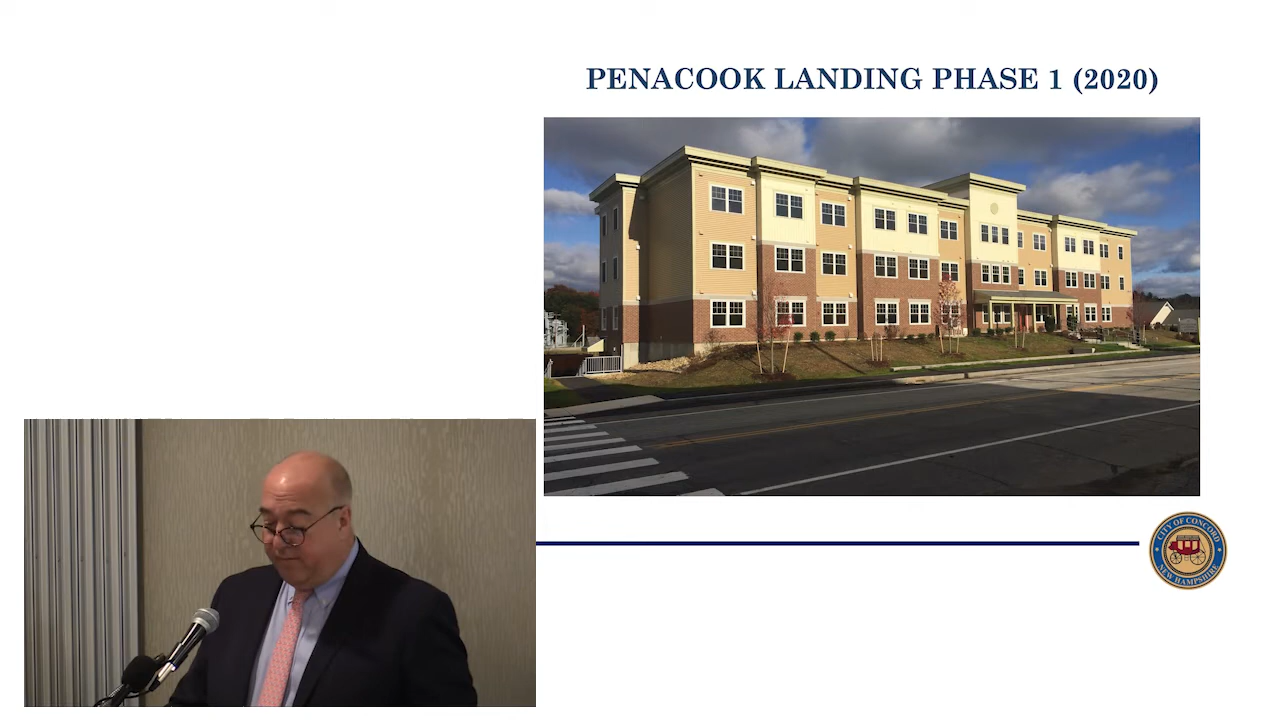 PENACOOK LANDING PHASE 1 (2020)
CITY OF CONCORD
NEW HAMPSHIRE